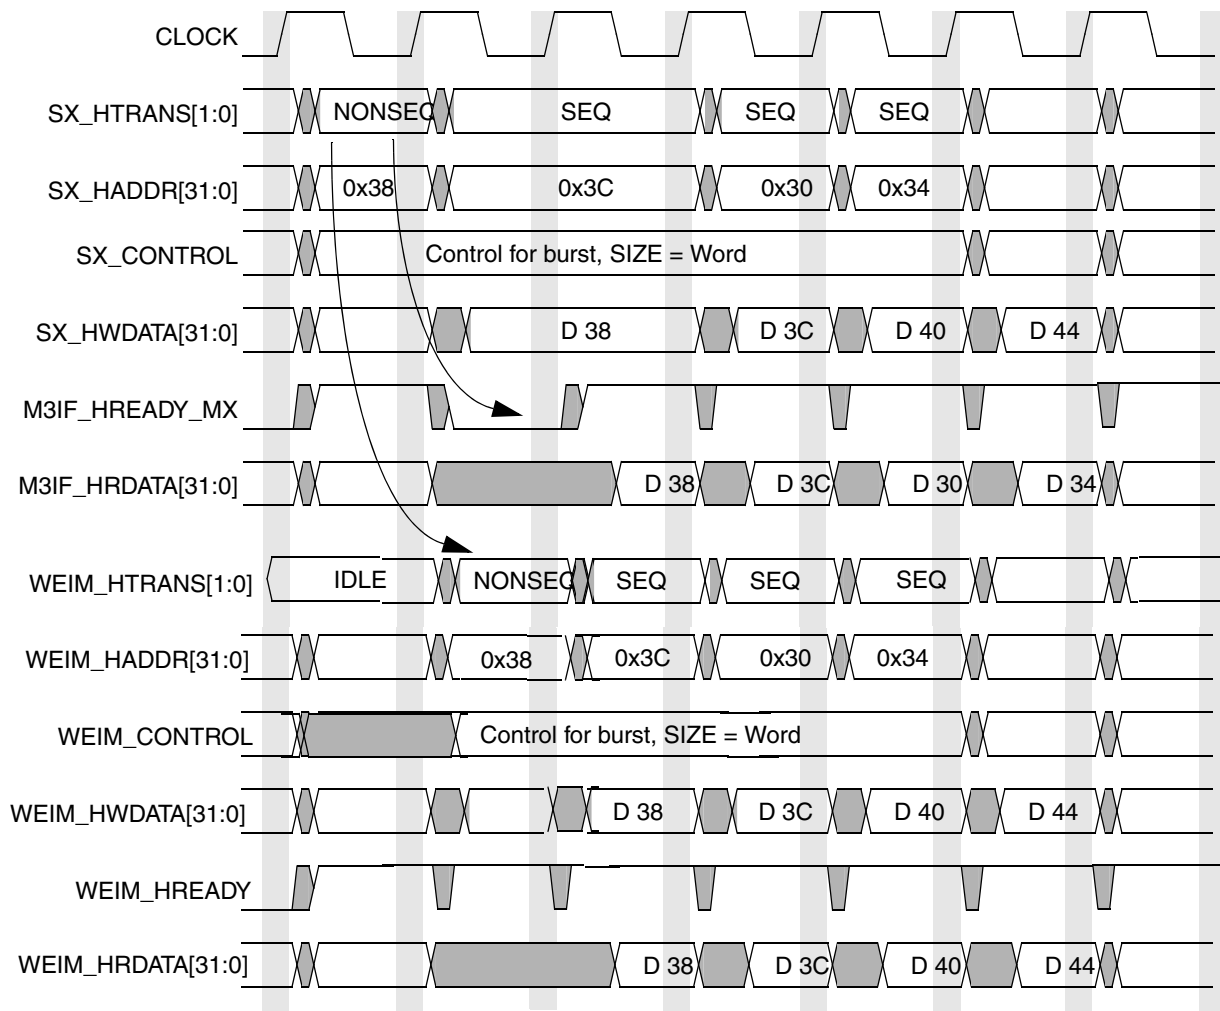 CLOCK
SX_HTRANS[1:0] NONSEQ SEQ SEQ SEQ
SX_HADDR[31:0] 0x38 0x3C 0x30 0x34
SX_CONTROL Control for burst, SIZE = Word
SX_HWDATA[31:0] D 38 D 3C D 40 D 44
M3IF_HREADY_MX
M3IF_HRDATA[31:0] D 38 D 3C D 30 D 34
WEIM_HTRANS[1:0] IDLE NONSEQ SEQ SEQ SEQ
WEIM_HADDR[31:0] 0x38 0x3C 0x30 0x34
WEIM_CONTROL Control for burst, SIZE = Word
WEIM_HWDATA[31:0] D 38 D 3C D 40 D 44
WEIM_HREADY
WEIM_HRDATA[31:0] D 38 D 3C D 40 D 44